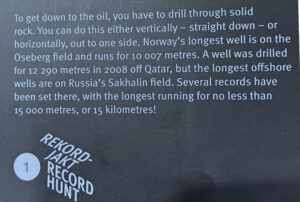 To get down to the oil, you have to drill through solid
rock. You can do this either vertically – straight down – or
horizontally, out to one side. Norway's longest well is on the
Oseberg field and runs for 10 007 metres. A well was drilled
for 12 290 metres in 2008 off Qatar, but the longest offshore
wells are on Russia's Sakhalin field. Several records have
been set there, with the longest running for no less than
15 000 metres, or 15 kilometres!
REKORD-
JAKT
RECORD
HUNT
1